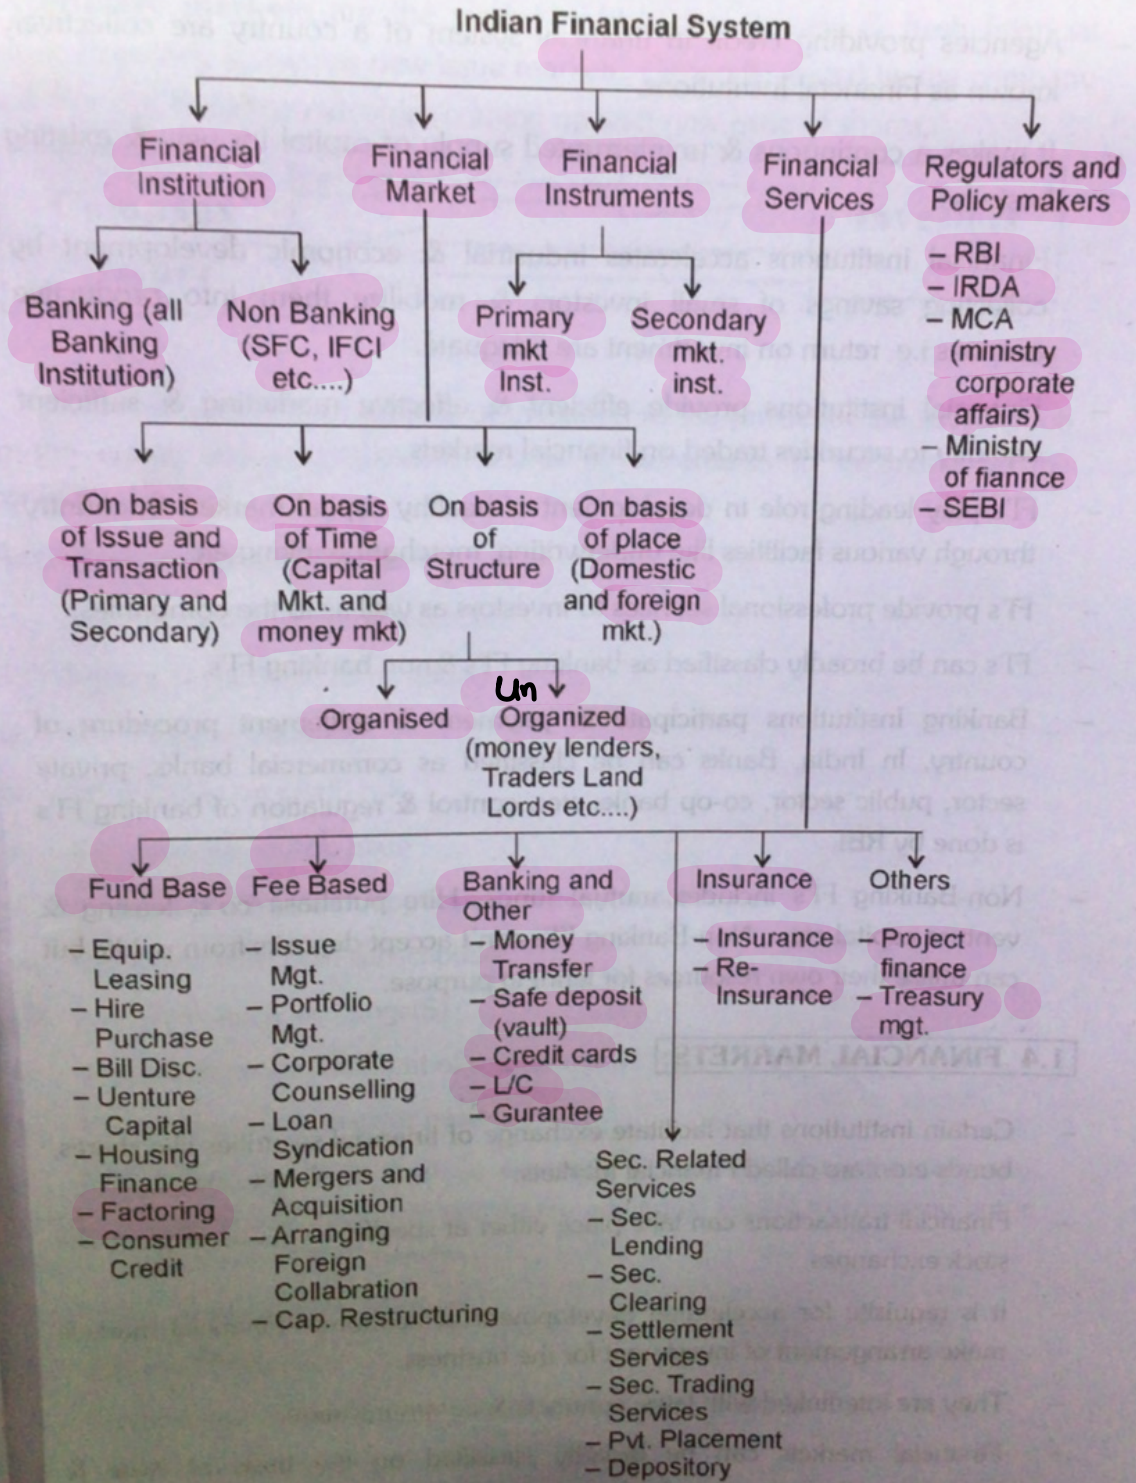 Indian Financial System
Financial
Institution
Financial
Market
Financial
Instruments
Financial
Services
Regulators and
Policy makers
– RBI
– IRDA
– MCA
(ministry
corporate
affairs)
– Ministry
of fiannce
– SEBI
Banking (all
Banking
Institution)
Non Banking
(SFC, IFCI
etc....)
Primary
mkt
Inst.
Secondary
mkt.
inst.
On basis
of Issue and
Transaction
(Primary and
Secondary)
On basis
of Time
(Capital
Mkt. and
money mkt)
On basis
of
Structure
On basis
of place
(Domestic
and foreign
mkt.)
Organised
Un
Organized
(money lenders,
Traders Land
Lords etc....)
Fund Base
– Equip.
Leasing
– Hire
Purchase
– Bill Disc.
– Uenture
Capital
– Housing
Finance
– Factoring
– Consumer
Credit
Fee Based
– Issue
Mgt.
– Portfolio
Mgt.
– Corporate
Counselling
– Loan
Syndication
– Mergers and
Acquisition
– Arranging
Foreign
Collabration
– Cap. Restructuring
Banking and
Other
– Money
Transfer
– Safe deposit
(vault)
– Credit cards
– L/C
– Gurantee
Sec. Related
Services
– Sec.
Lending
– Sec.
Clearing
– Settlement
Services
– Sec. Trading
Services
– Pvt. Placement
– Depository
Insurance
– Insurance
– Re-
Insurance
Others
– Project
finance
– Treasury
mgt.